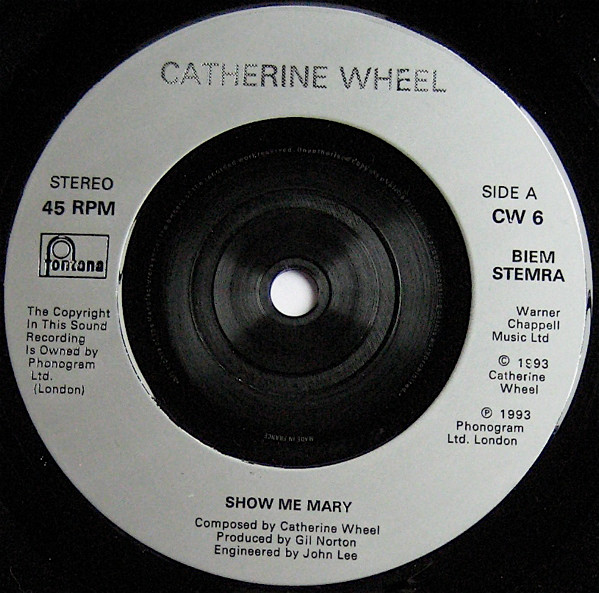 CATHERINE WHEEL
STEREO
45 RPM
fontana
The Copyright
In This Sound
Recording
Is Owned by
Phonogram
Ltd.
(London)
SIDE A
CW 6
BIEM
STEMRA
Warner
Chappell
Music Ltd
© 1993
Catherine
Wheel
℗ 1993
Phonogram
Ltd. London
MADE IN FRANCE
SHOW ME MARY
Composed by Catherine Wheel
Produced by Gil Norton
Engineered by John Lee